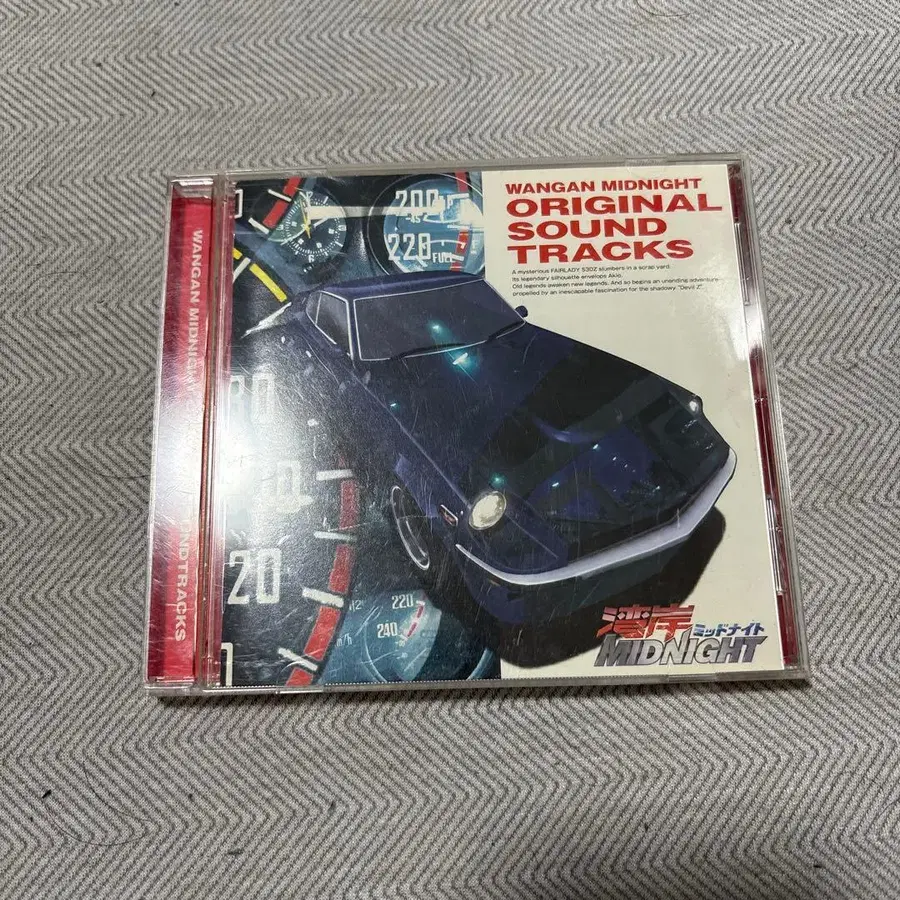 WANGAN MIDNIGHT
ORIGINAL
SOUND
TRACKS
A mysterious FAIRLADY S30Z slumbers in a scrap yard.
Its legendary silhouette envelops Akio.
Old legends awaken new legends. And so begins an unending adventure
propelled by an inescapable fascination for the shadowy "Devil Z".
WANGAN MIDNIGHT
SOUNDTRACKS
200
220
FULL
20
220
240
湾岸
ミッドナイト
MIDNIGHT